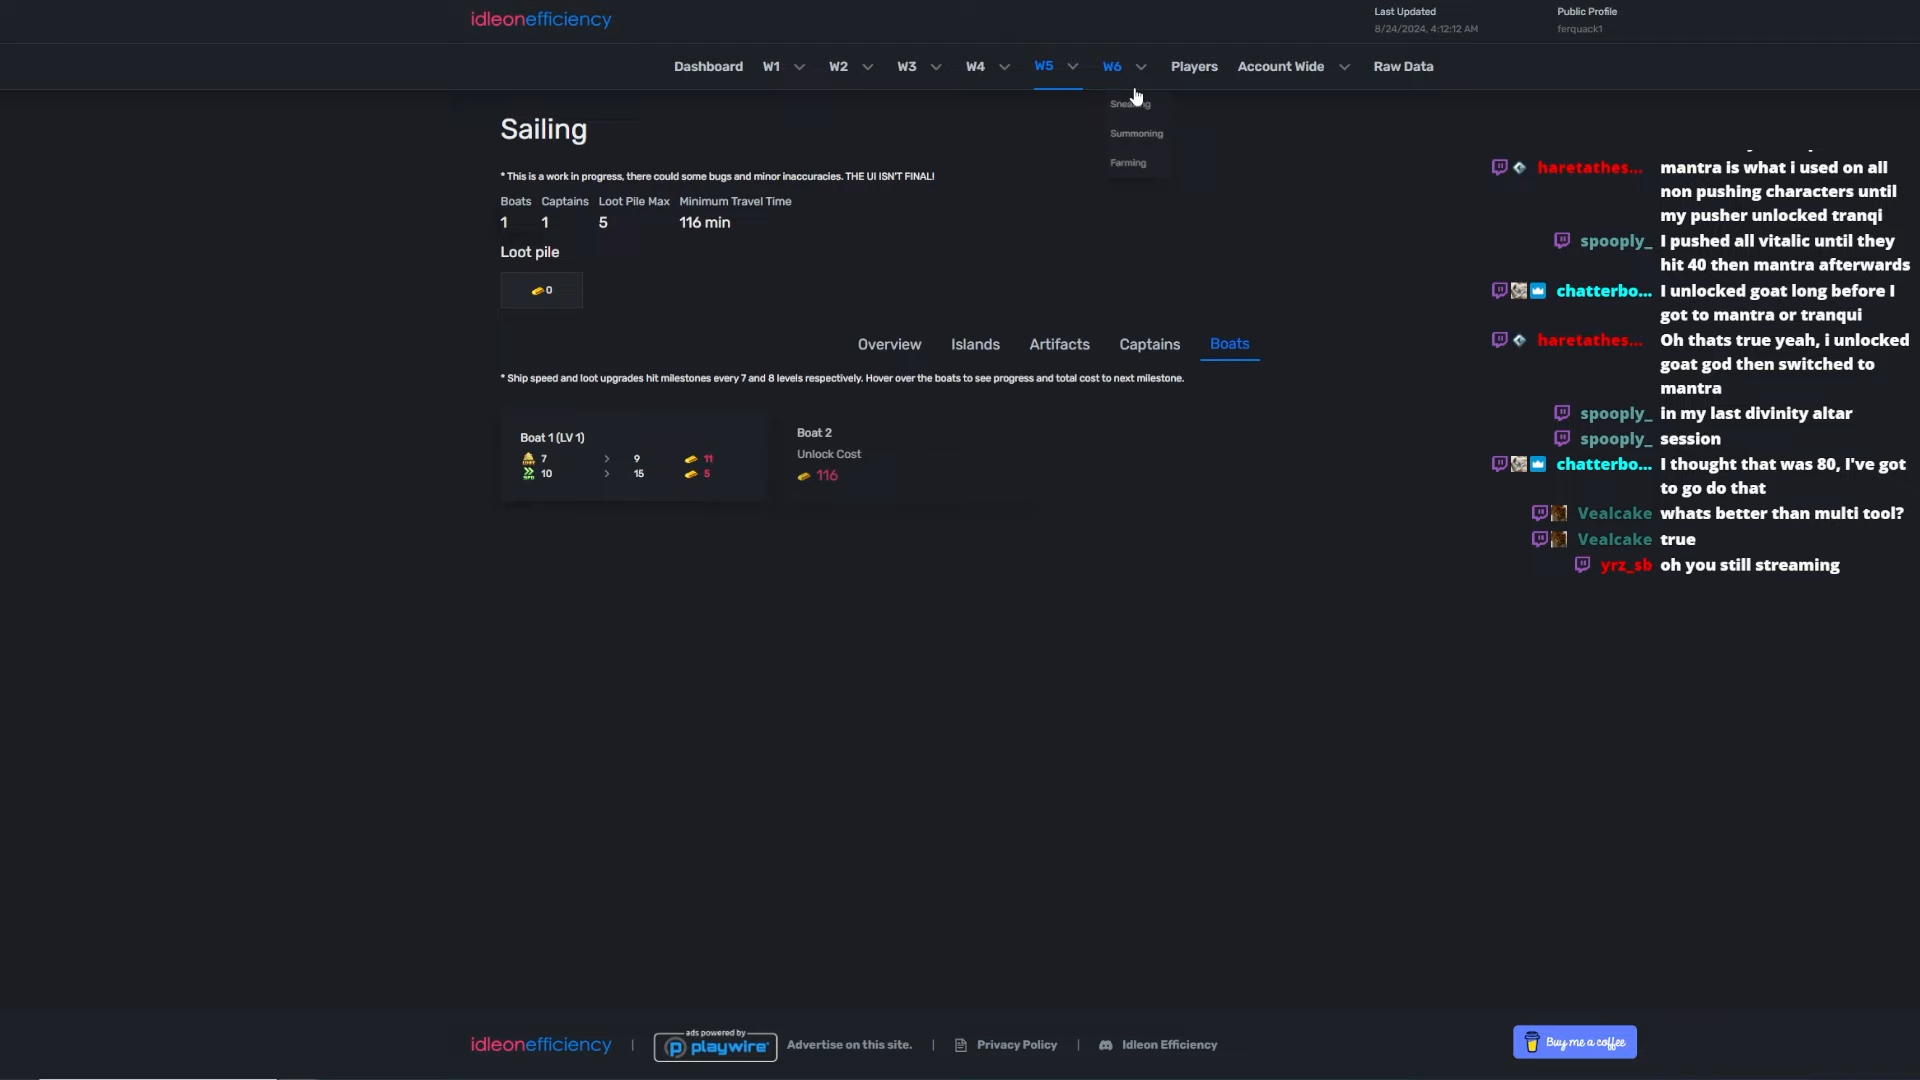 idleonefficiency
Last Updated
8/24/2024, 4:12:12 AM
Public Profile
ferquack1
Dashboard W1 W2 W3 W4 W5 W6 Players Account Wide Raw Data
Summoning
Farming
Sailing
* This is a work in progress, there could some bugs and minor inaccuracies. THE UI ISN'T FINAL!
Boats Captains Loot Pile Max Minimum Travel Time
1 1 5 116 min
Loot pile
0
Overview Islands Artifacts Captains Boats
* Ship speed and loot upgrades hit milestones every 7 and 8 levels respectively. Hover over the boats to see progress and total cost to next milestone.
Boat 1 (LV 1)
7 > 9 11
10 > 15 5
Boat 2
Unlock Cost
116
haretathes... mantra is what i used on all
non pushing characters until
my pusher unlocked tranqi
spooply_ I pushed all vitalic until they
hit 40 then mantra afterwards
chatterbo... I unlocked goat long before I
got to mantra or tranqui
haretathes... Oh thats true yeah, i unlocked
goat god then switched to
mantra
spooply_ in my last divinity altar
spooply_ session
chatterbo... I thought that was 80, I've got
to go do that
Vealcake whats better than multi tool?
Vealcake true
yrz_sb oh you still streaming
idleonefficiency | ads powered by playwire Advertise on this site. | Privacy Policy | Idleon Efficiency
Buy me a coffee